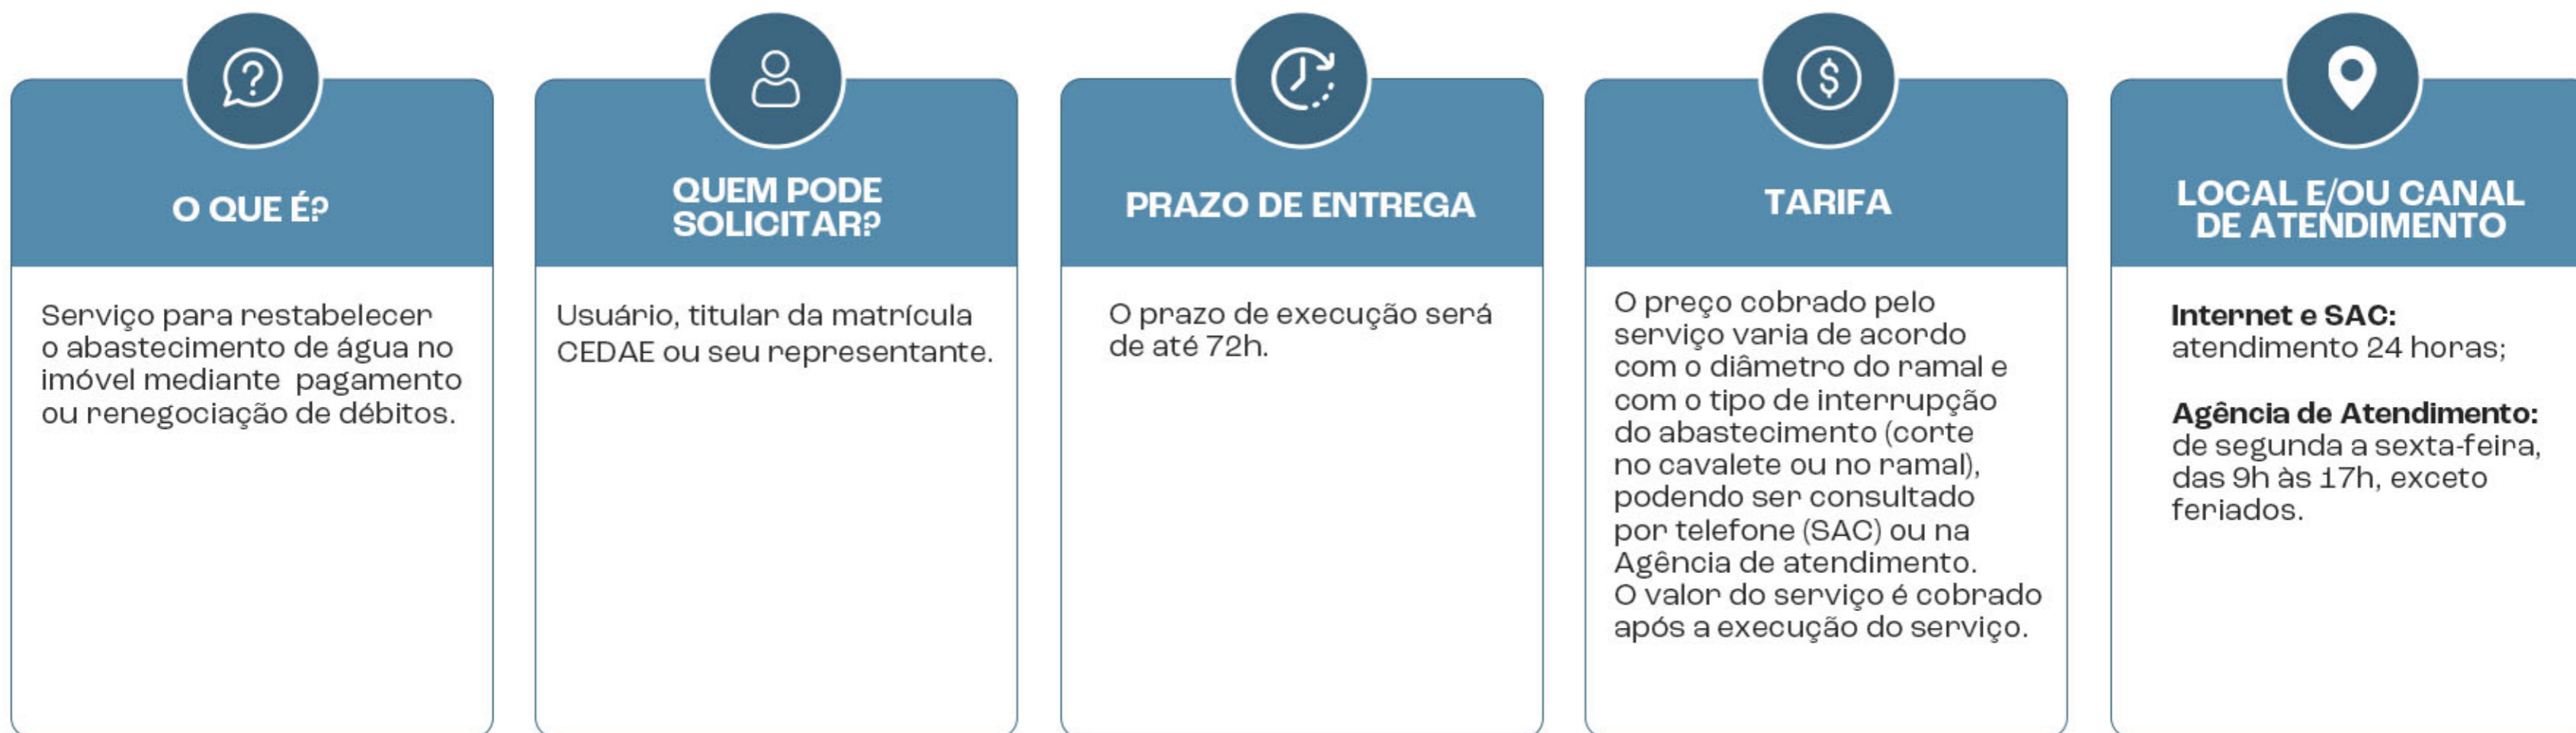 O QUE É?
Serviço para restabelecer
o abastecimento de água no
imóvel mediante pagamento
ou renegociação de débitos.
QUEM PODE
SOLICITAR?
Usuário, titular da matrícula
CEDAE ou seu representante.
PRAZO DE ENTREGA
O prazo de execução será
de até 72h.
TARIFA
O preço cobrado pelo
serviço varia de acordo
com o diâmetro do ramal e
com o tipo de interrupção
do abastecimento (corte
no cavalete ou no ramal),
podendo ser consultado
por telefone (SAC) ou na
Agência de atendimento.
O valor do serviço é cobrado
após a execução do serviço.
LOCAL E/OU CANAL
DE ATENDIMENTO
Internet e SAC:
atendimento 24 horas;
Agência de Atendimento:
de segunda a sexta-feira,
das 9h às 17h, exceto
feriados.